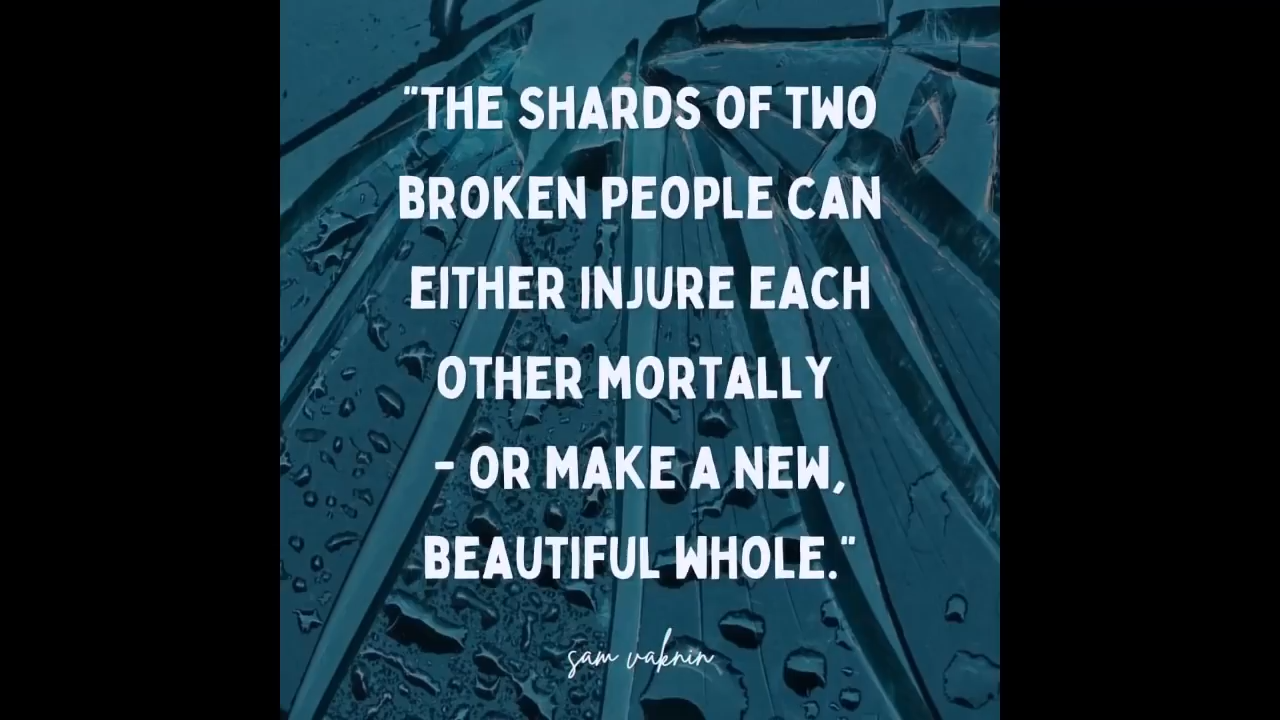 "THE SHARDS OF TWO
BROKEN PEOPLE CAN
EITHER INJURE EACH
OTHER MORTALLY
- OR MAKE A NEW,
BEAUTIFUL WHOLE."
sam vaknin